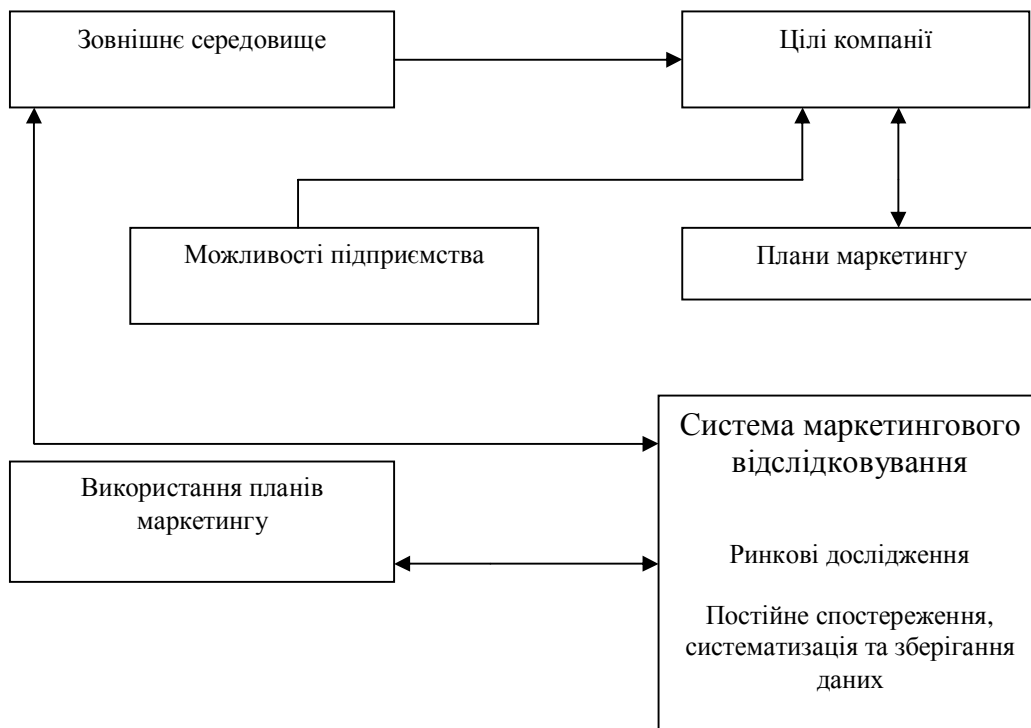 Зовнішнє середовище
Цілі компанії
Можливості підприємства
Плани маркетингу
Система маркетингового
відслідковування
Використання планів
маркетингу
Ринкові дослідження
Постійне спостереження,
систематизація та зберігання
даних